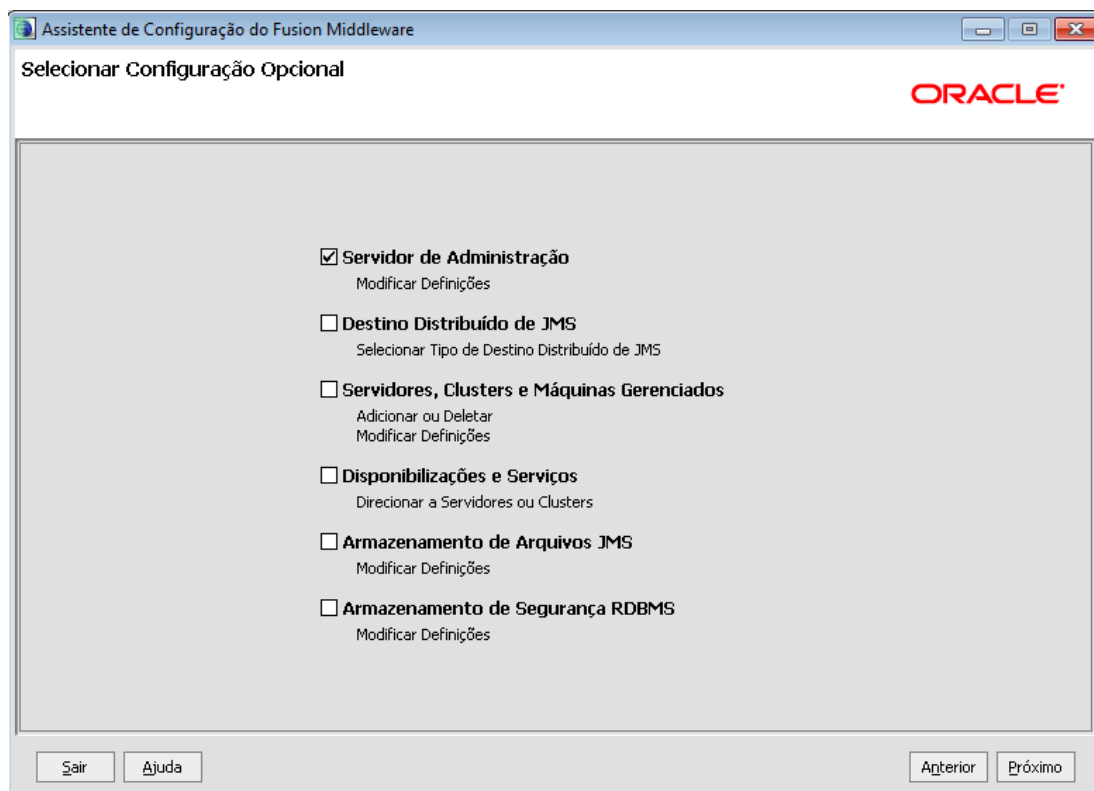 Assistente de Configuração do Fusion Middleware
Selecionar Configuração Opcional
ORACLE
Servidor de Administração
Modificar Definições
Destino Distribuído de JMS
Selecionar Tipo de Destino Distribuído de JMS
Servidores, Clusters e Máquinas Gerenciados
Adicionar ou Deletar
Modificar Definições
Disponibilizações e Serviços
Direcionar a Servidores ou Clusters
Armazenamento de Arquivos JMS
Modificar Definições
Armazenamento de Segurança RDBMS
Modificar Definições
Sair Ajuda Anterior Próximo